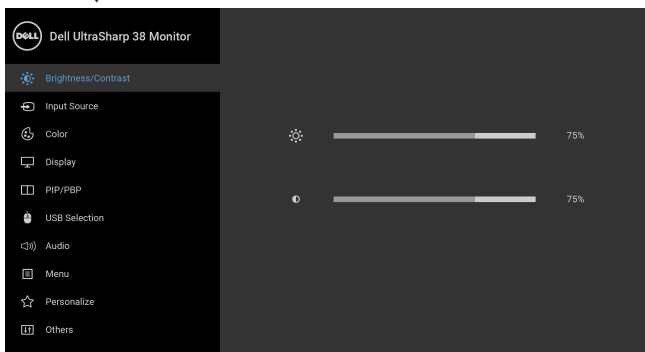 DELL Dell UltraSharp 38 Monitor
Brightness/Contrast
Input Source
Color
75%
Display
PIP/PBP
75%
USB Selection
Audio
Menu
Personalize
Others